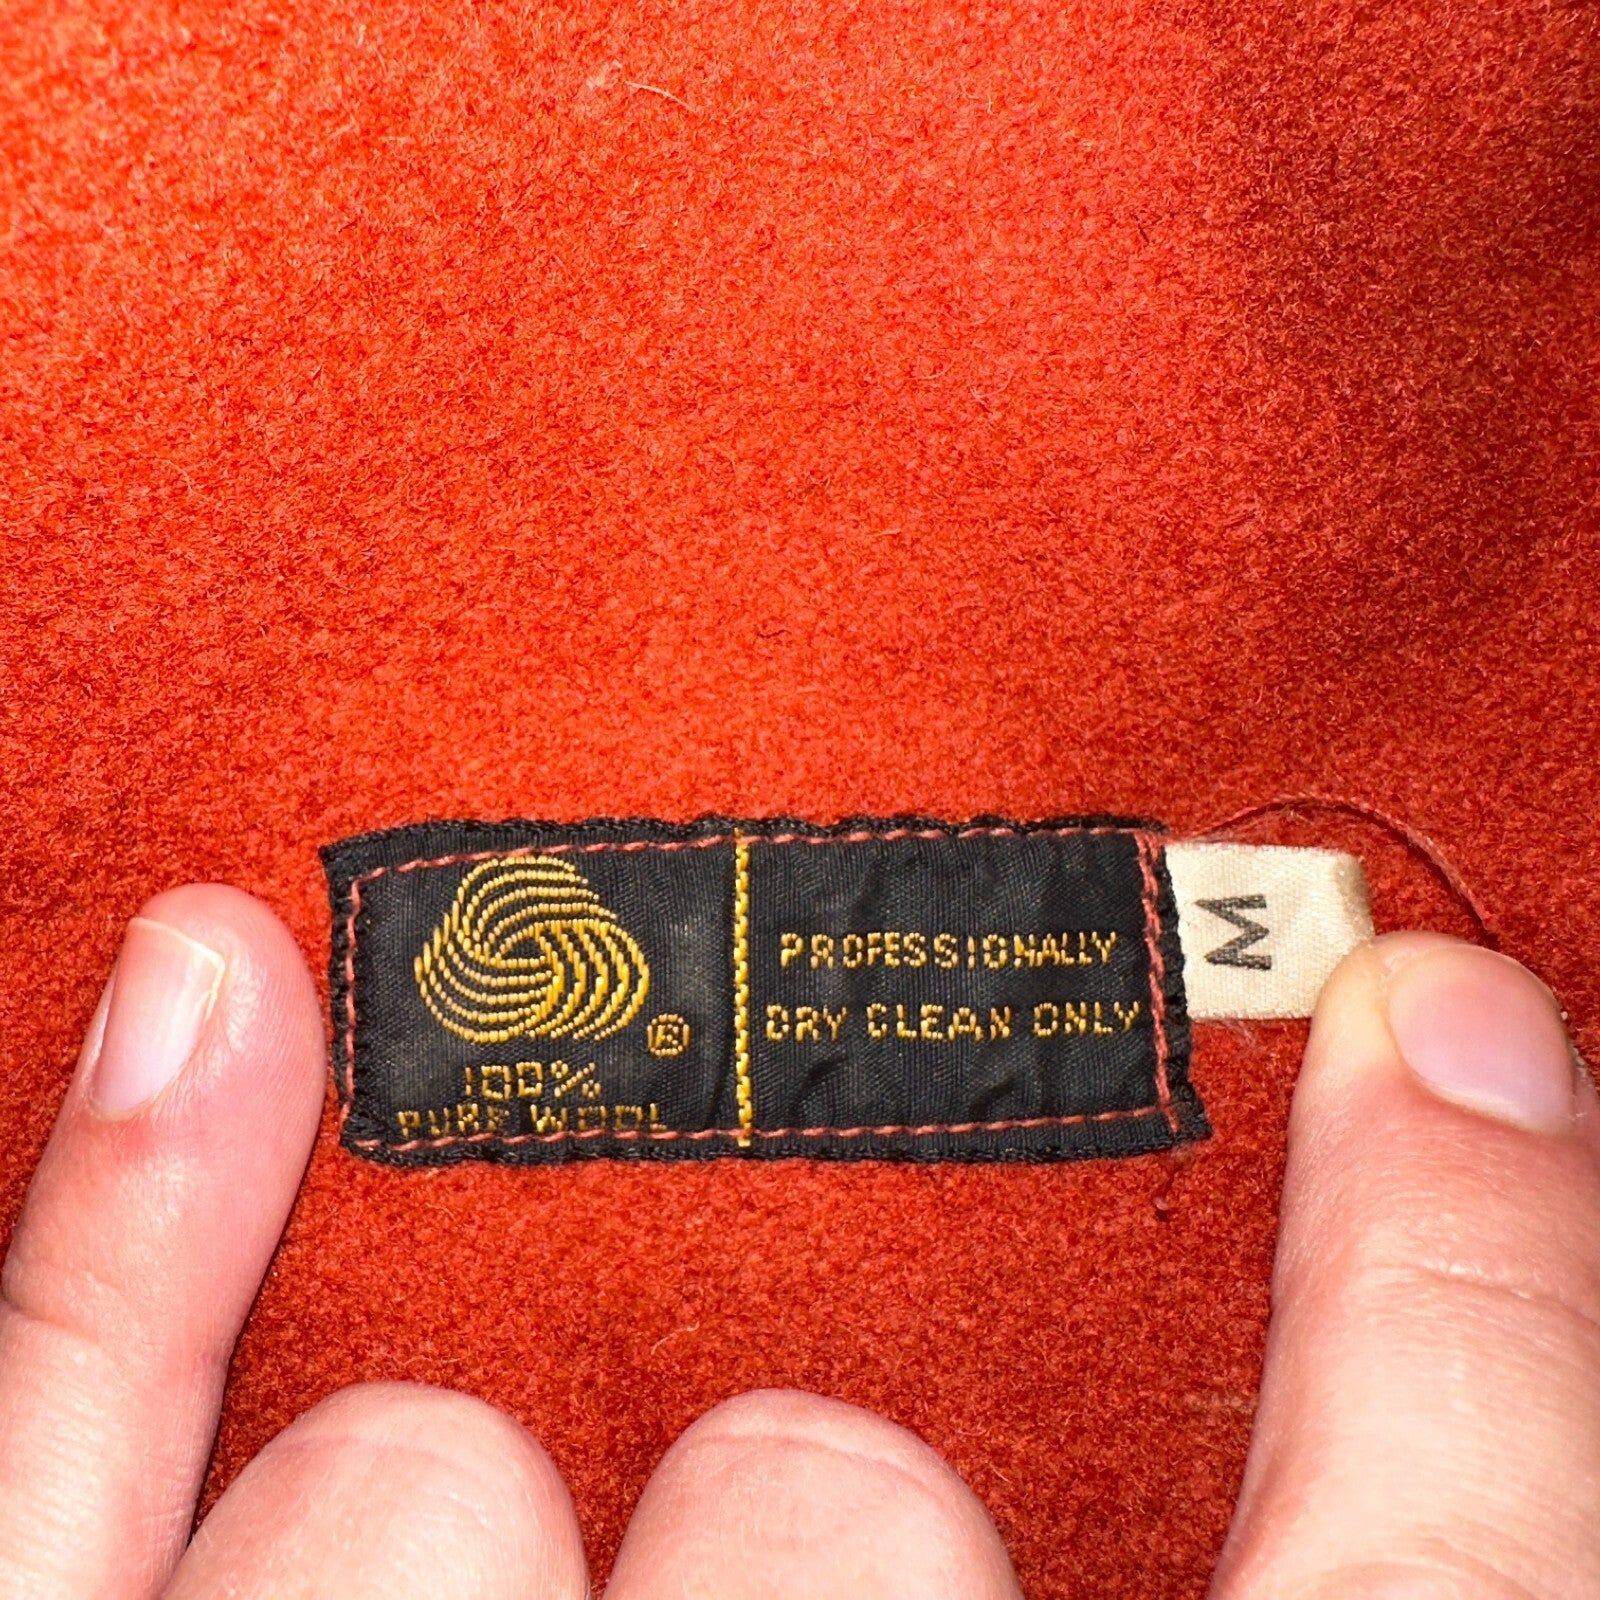 ®
100%
PURE WOOL
PROFESSIONALLY
DRY CLEAN ONLY
M